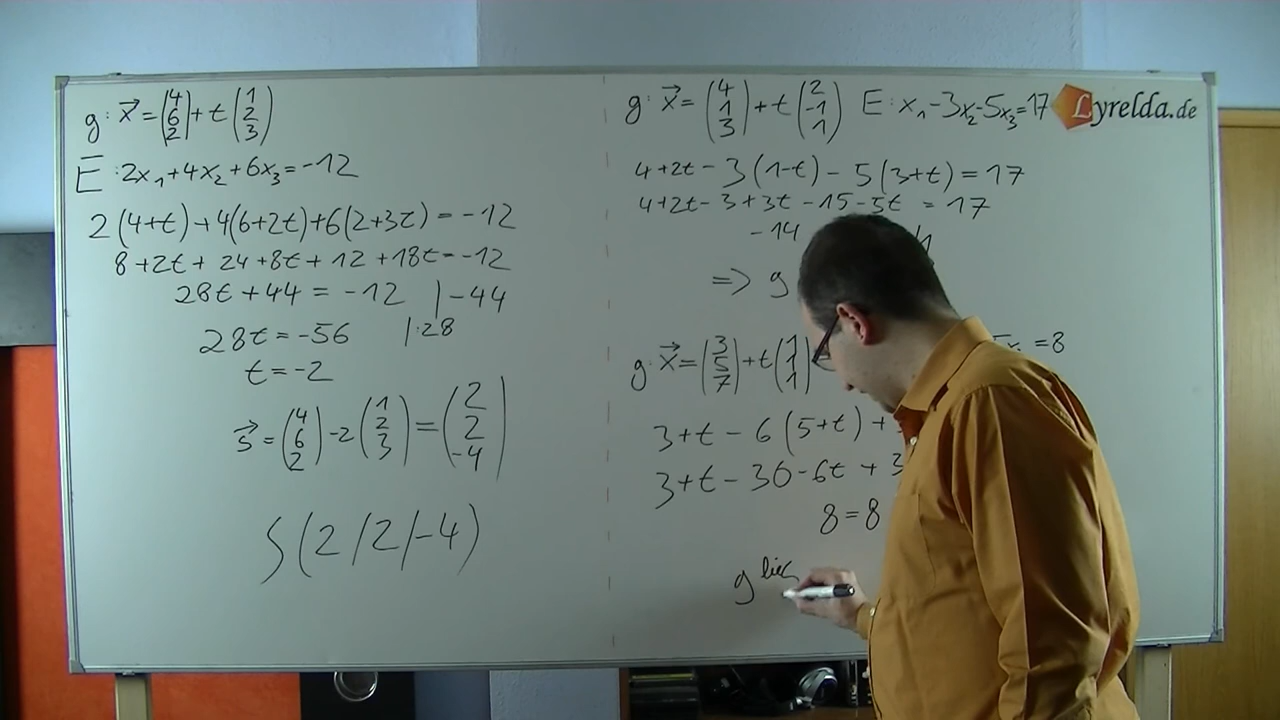 g: x⃗ = (4 6 2) + t (1 2 3)
E: 2x₁+4x₂+6x₃=-12
2(4+t)+4(6+2t)+6(2+3t)=-12
8+2t+24+8t+12+18t=-12
28t+44=-12 |-44
28t=-56 |:28
t=-2
s⃗ = (4 6 2) -2 (1 2 3) = (2 2 -4)
S(2/2/-4)
g: x⃗ = (4 1 3) + t (2 -1 1) E: x₁-3x₂-5x₃=17
Lyrelda.de
4+2t-3(1-t)-5(3+t)=17
4+2t-3+3t-15-5t=17
-14
=> g
g: x⃗ = (3 5 7) + t (1 1 1) =8
3+t-6(5+t)+
3+t-30-6t+3
8=8
g